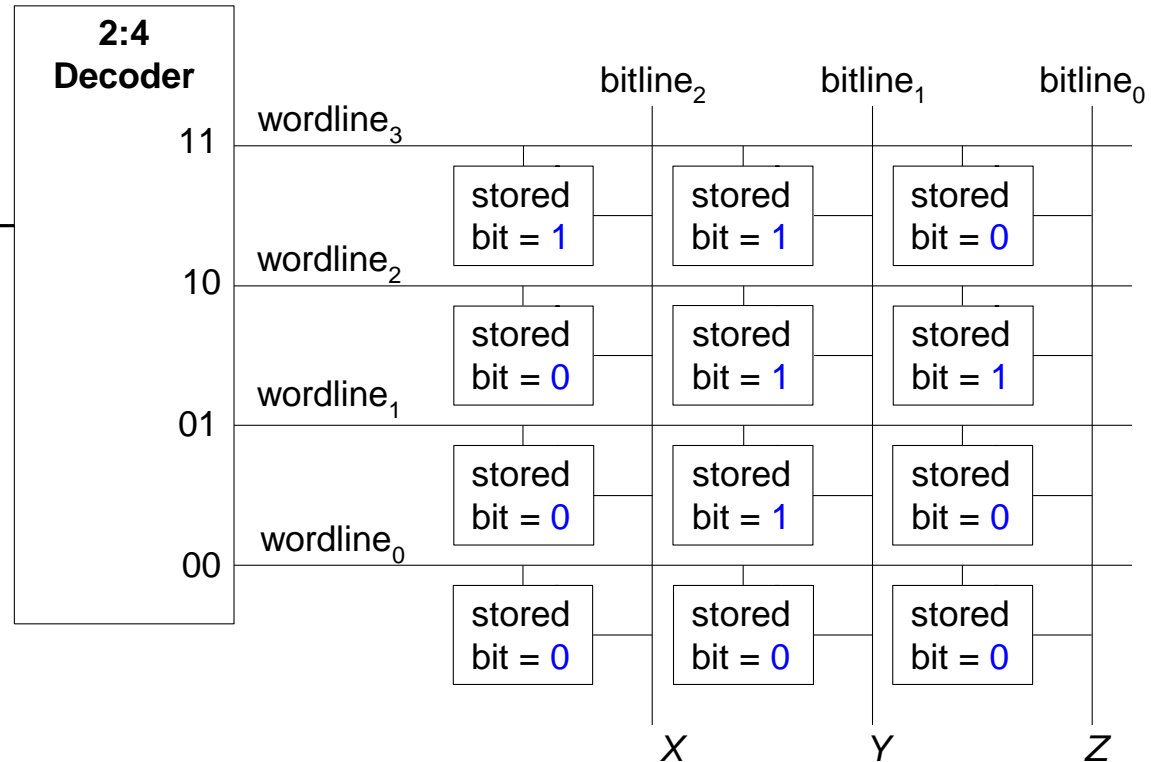 2:4
Decoder
bitline₂ bitline₁ bitline₀
wordline₃
11
stored stored stored
bit = 1 bit = 1 bit = 0
wordline₂
10
stored stored stored
bit = 0 bit = 1 bit = 1
wordline₁
01
stored stored stored
bit = 0 bit = 1 bit = 0
wordline₀
00
stored stored stored
bit = 0 bit = 0 bit = 0
X Y Z